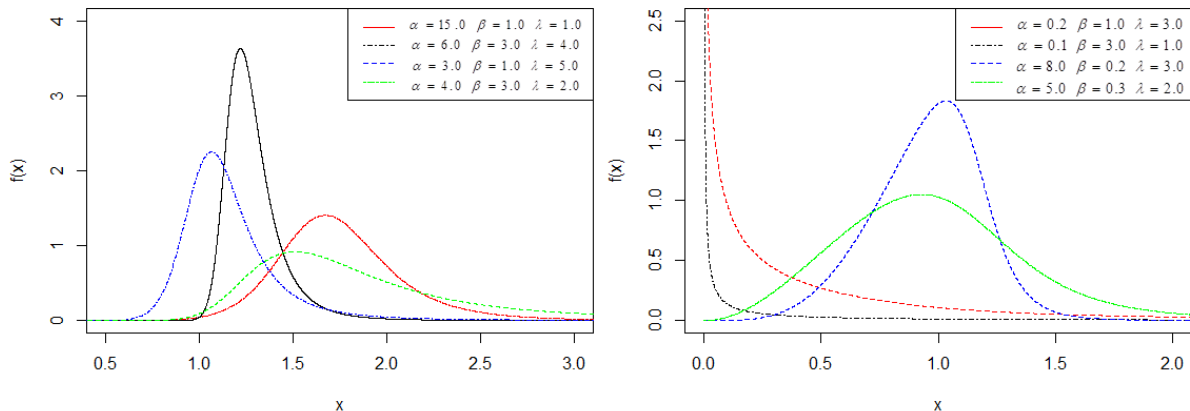 α = 15.0 β = 1.0 λ = 1.0
α = 6.0 β = 3.0 λ = 4.0
α = 3.0 β = 1.0 λ = 5.0
α = 4.0 β = 3.0 λ = 2.0
4
3
2
1
0
f(x)
0.5 1.0 1.5 2.0 2.5 3.0
x
α = 0.2 β = 1.0 λ = 3.0
α = 0.1 β = 3.0 λ = 1.0
α = 8.0 β = 0.2 λ = 3.0
α = 5.0 β = 0.3 λ = 2.0
2.5
2.0
1.5
1.0
0.5
0.0
f(x)
0.0 0.5 1.0 1.5 2.0
x